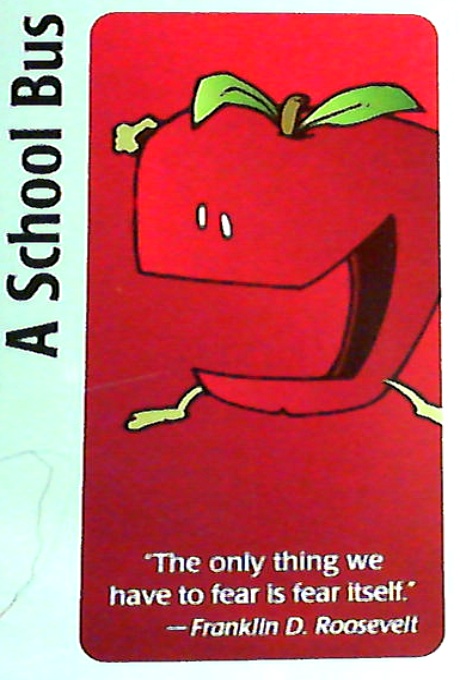 A School Bus
"The only thing we
have to fear is fear itself."
— Franklin D. Roosevelt